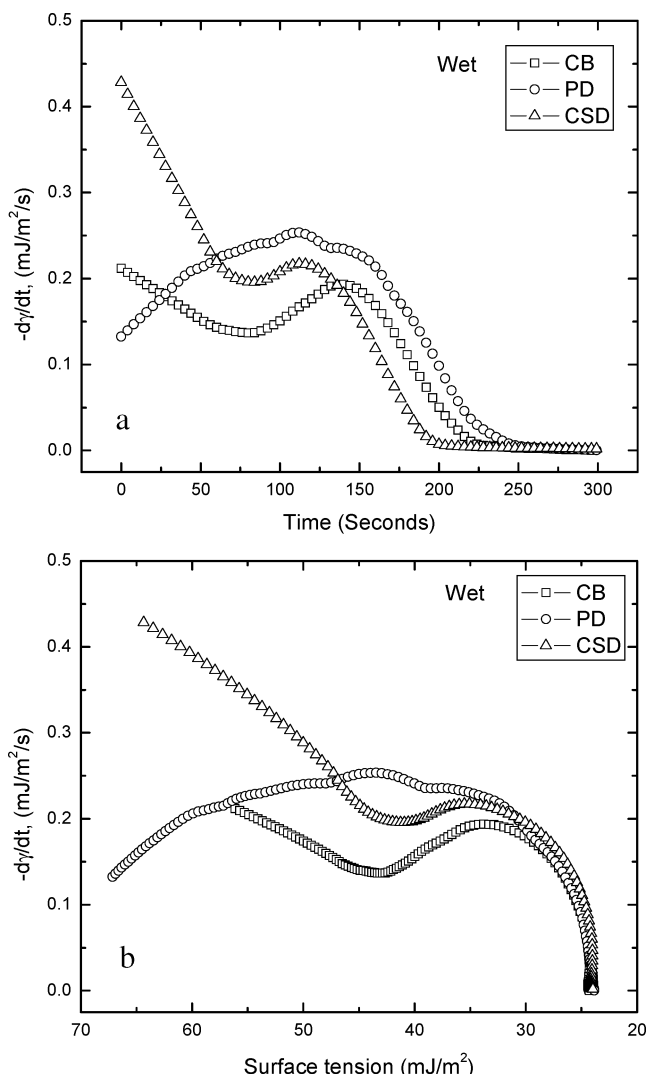 0.5
0.4
0.3
0.2
0.1
0.0
-dγ/dt, (mJ/m²/s)
Wet
CB
PD
CSD
a
0 50 100 150 200 250 300
Time (Seconds)
0.5
0.4
0.3
0.2
0.1
0.0
-dγ/dt, (mJ/m²/s)
Wet
CB
PD
CSD
b
70 60 50 40 30 20
Surface tension (mJ/m²)